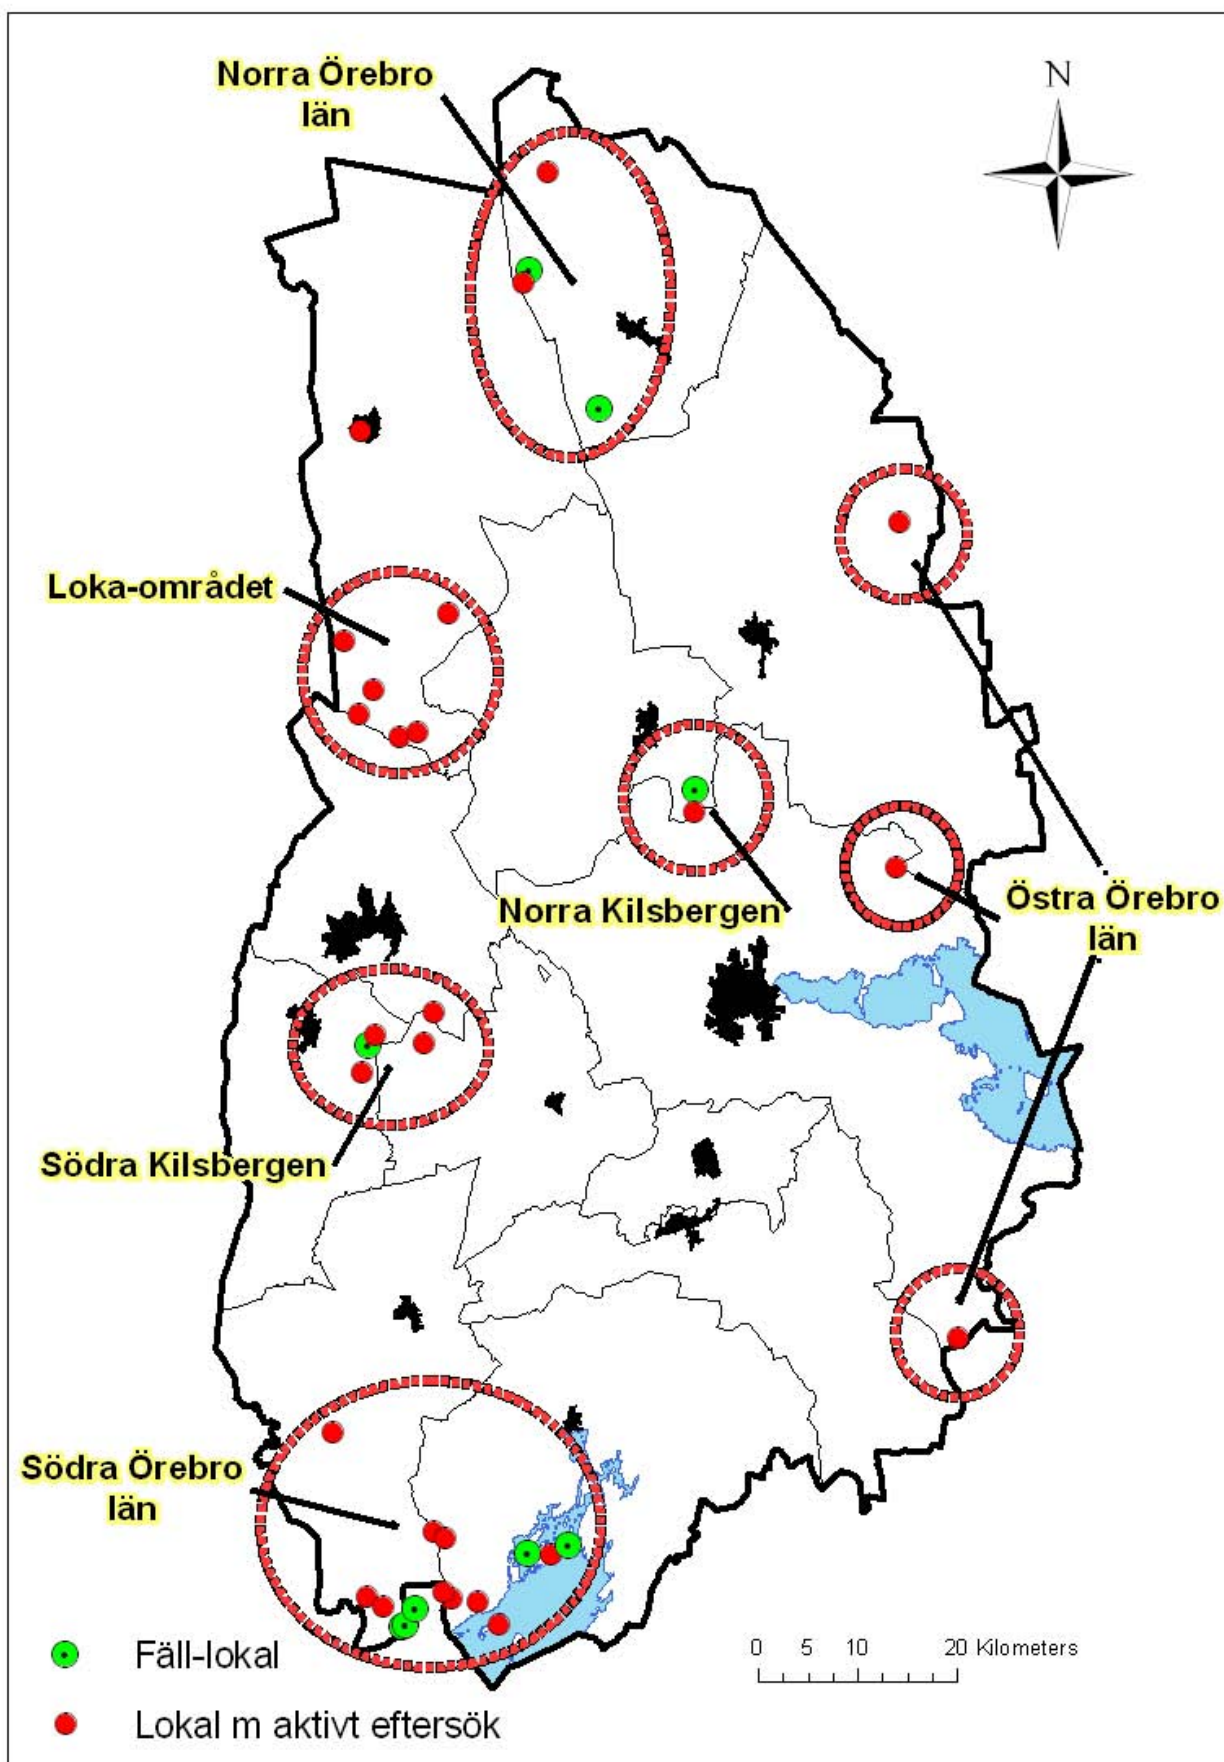 Norra Örebro
län
N
Loka-området
Norra Kilsbergen
Östra Örebro
län
Södra Kilsbergen
Södra Örebro
län
Fäll-lokal
0 5 10 20 Kilometers
Lokal m aktivt eftersök